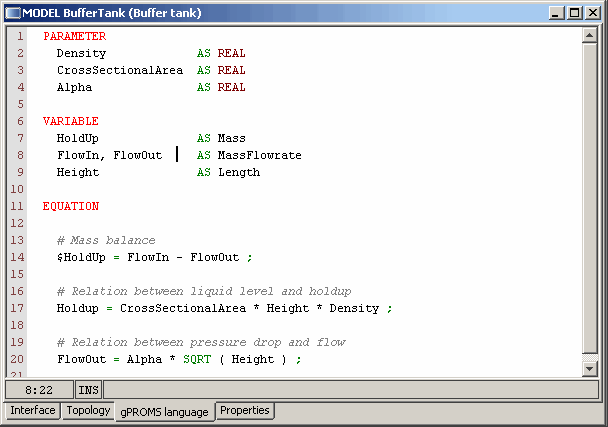 MODEL BufferTank (Buffer tank)
1 PARAMETER
2 Density AS REAL
3 CrossSectionalArea AS REAL
4 Alpha AS REAL
5
6 VARIABLE
7 HoldUp AS Mass
8 FlowIn, FlowOut AS MassFlowrate
9 Height AS Length
10
11 EQUATION
12
13 # Mass balance
14 $HoldUp = FlowIn - FlowOut ;
15
16 # Relation between liquid level and holdup
17 Holdup = CrossSectionalArea * Height * Density ;
18
19 # Relation between pressure drop and flow
20 FlowOut = Alpha * SQRT ( Height ) ;
21
8:22 INS
Interface Topology gPROMS language Properties